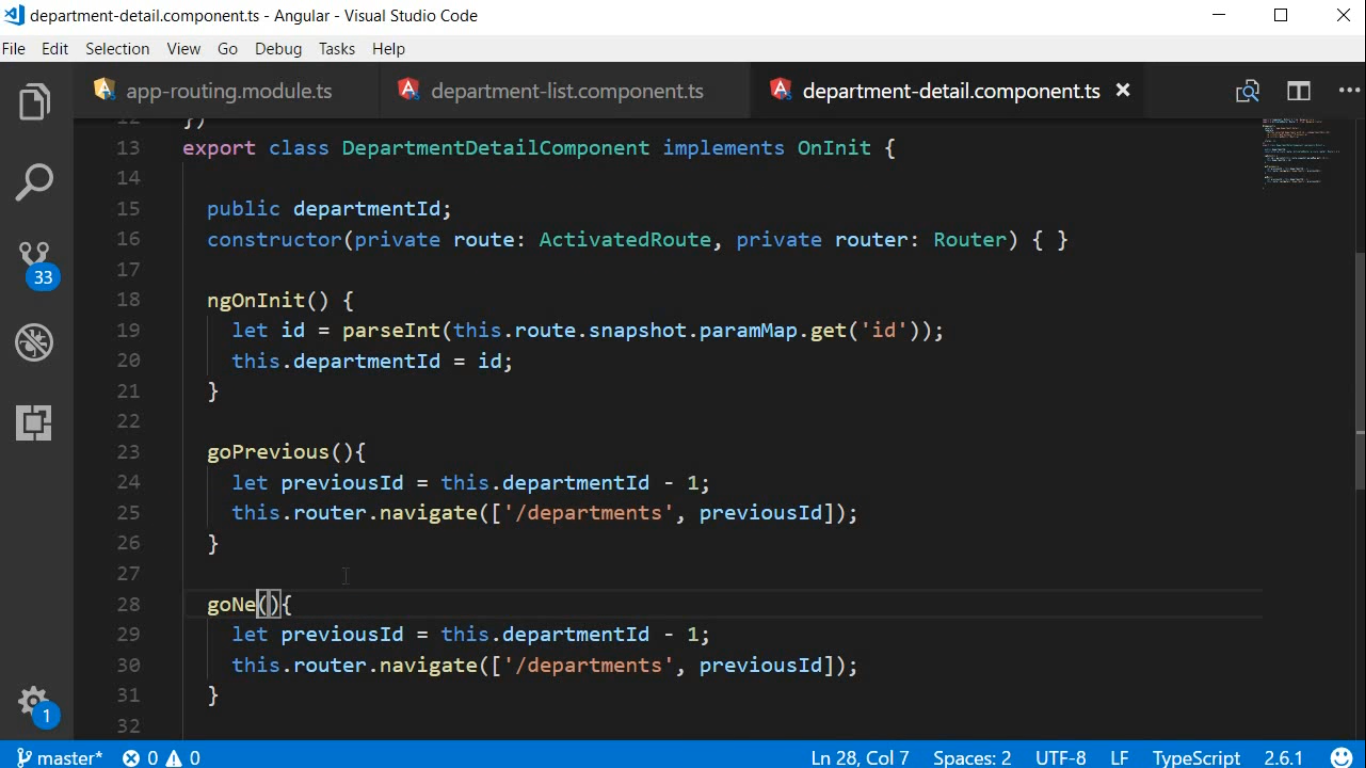 department-detail.component.ts - Angular - Visual Studio Code
File Edit Selection View Go Debug Tasks Help
app-routing.module.ts department-list.component.ts department-detail.component.ts
12 })
13 export class DepartmentDetailComponent implements OnInit {
14
15 public departmentId;
16 constructor(private route: ActivatedRoute, private router: Router) { }
17
18 ngOnInit() {
19 let id = parseInt(this.route.snapshot.paramMap.get('id'));
20 this.departmentId = id;
21 }
22
23 goPrevious(){
24 let previousId = this.departmentId - 1;
25 this.router.navigate(['/departments', previousId]);
26 }
27
28 goNe(){
29 let previousId = this.departmentId - 1;
30 this.router.navigate(['/departments', previousId]);
31 }
32
33
1
master* 0 0 Ln 28, Col 7 Spaces: 2 UTF-8 LF TypeScript 2.6.1